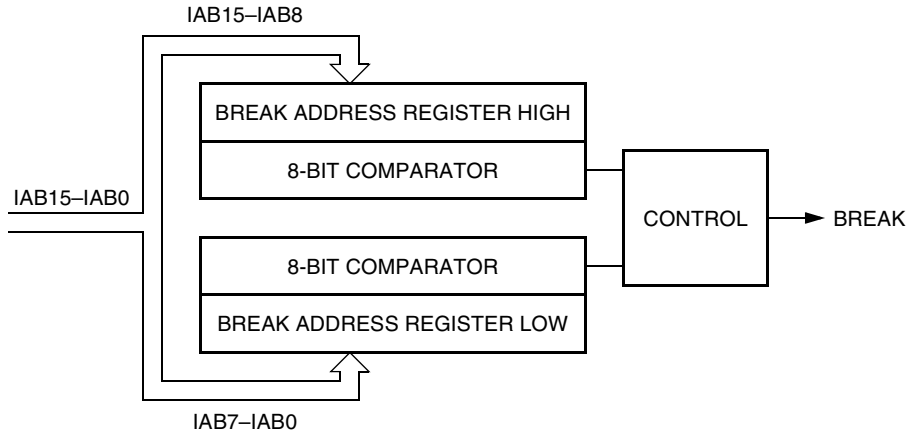 IAB15–IAB8
BREAK ADDRESS REGISTER HIGH
8-BIT COMPARATOR
IAB15–IAB0
CONTROL
BREAK
8-BIT COMPARATOR
BREAK ADDRESS REGISTER LOW
IAB7–IAB0